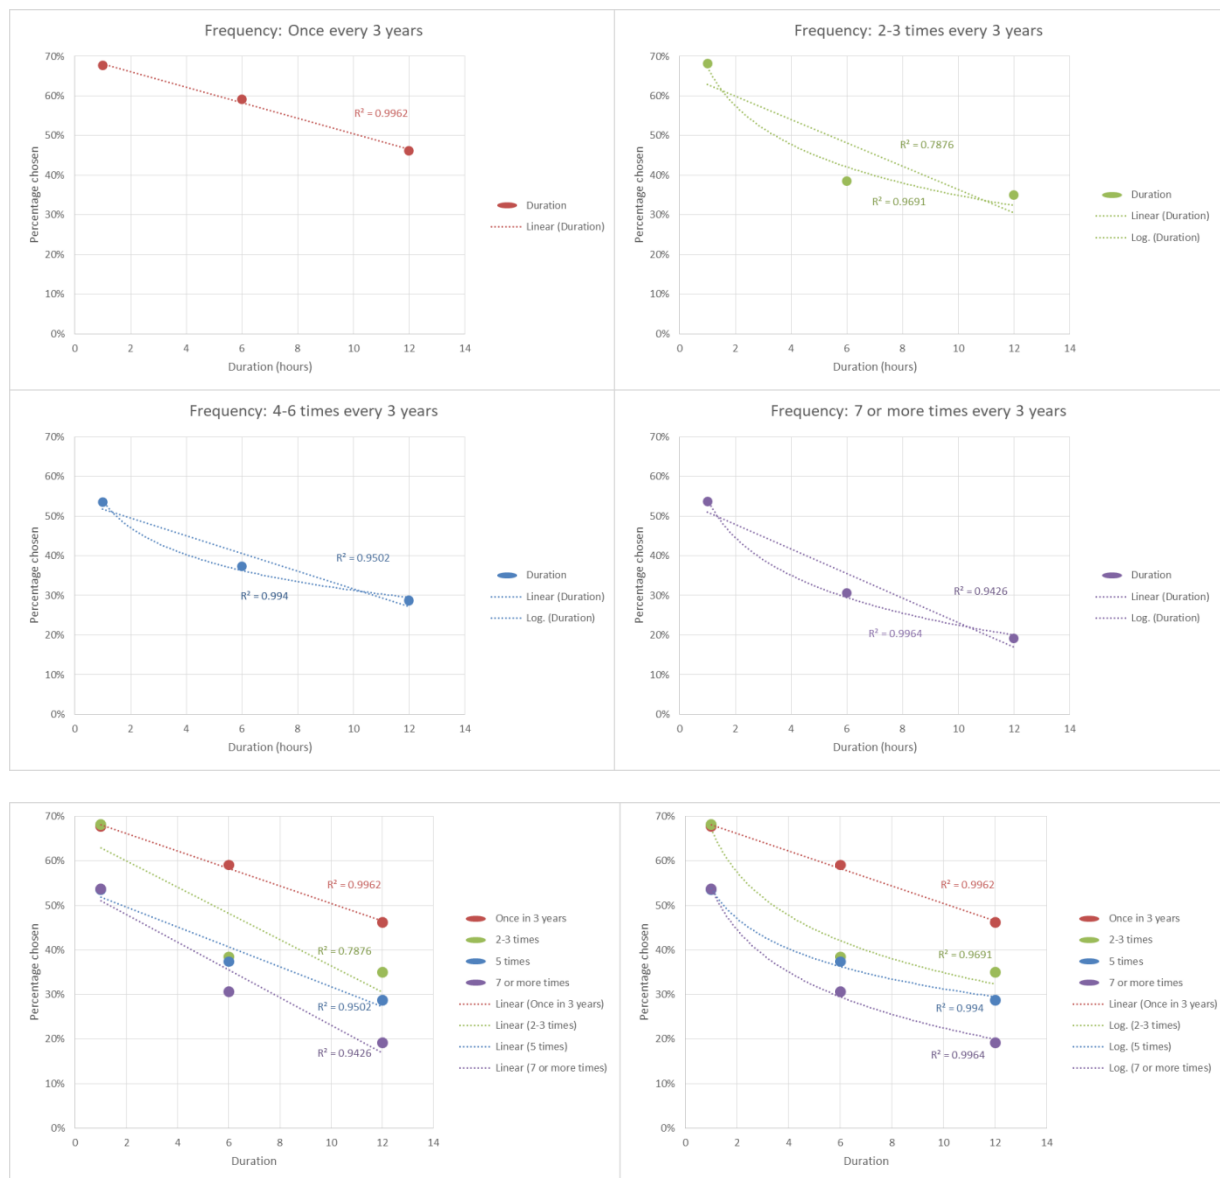 Frequency: Once every 3 years
70%
60%
50%
40%
30%
20%
10%
0%
Percentage chosen
R² = 0.9962
Duration
Linear (Duration)
0 2 4 6 8 10 12 14
Duration (hours)
Frequency: 2-3 times every 3 years
70%
60%
50%
40%
30%
20%
10%
0%
Percentage chosen
R² = 0.7876
R² = 0.9691
Duration
Linear (Duration)
Log. (Duration)
0 2 4 6 8 10 12 14
Duration (hours)
Frequency: 4-6 times every 3 years
70%
60%
50%
40%
30%
20%
10%
0%
Percentage chosen
R² = 0.9502
R² = 0.994
Duration
Linear (Duration)
Log. (Duration)
0 2 4 6 8 10 12 14
Duration (hours)
Frequency: 7 or more times every 3 years
70%
60%
50%
40%
30%
20%
10%
0%
Percentage chosen
R² = 0.9426
R² = 0.9964
Duration
Linear (Duration)
Log. (Duration)
0 2 4 6 8 10 12 14
Duration (hours)
70%
60%
50%
40%
30%
20%
10%
0%
Percentage chosen
R² = 0.9962
R² = 0.7876
R² = 0.9502
R² = 0.9426
Once in 3 years
2-3 times
5 times
7 or more times
Linear (Once in 3 years)
Linear (2-3 times)
Linear (5 times)
Linear (7 or more times)
0 2 4 6 8 10 12 14
Duration
70%
60%
50%
40%
30%
20%
10%
0%
Percentage chosen
R² = 0.9962
R² = 0.9691
R² = 0.994
R² = 0.9964
Once in 3 years
2-3 times
5 times
7 or more times
Linear (Once in 3 years)
Log. (2-3 times)
Log. (5 times)
Log. (7 or more times)
0 2 4 6 8 10 12 14
Duration